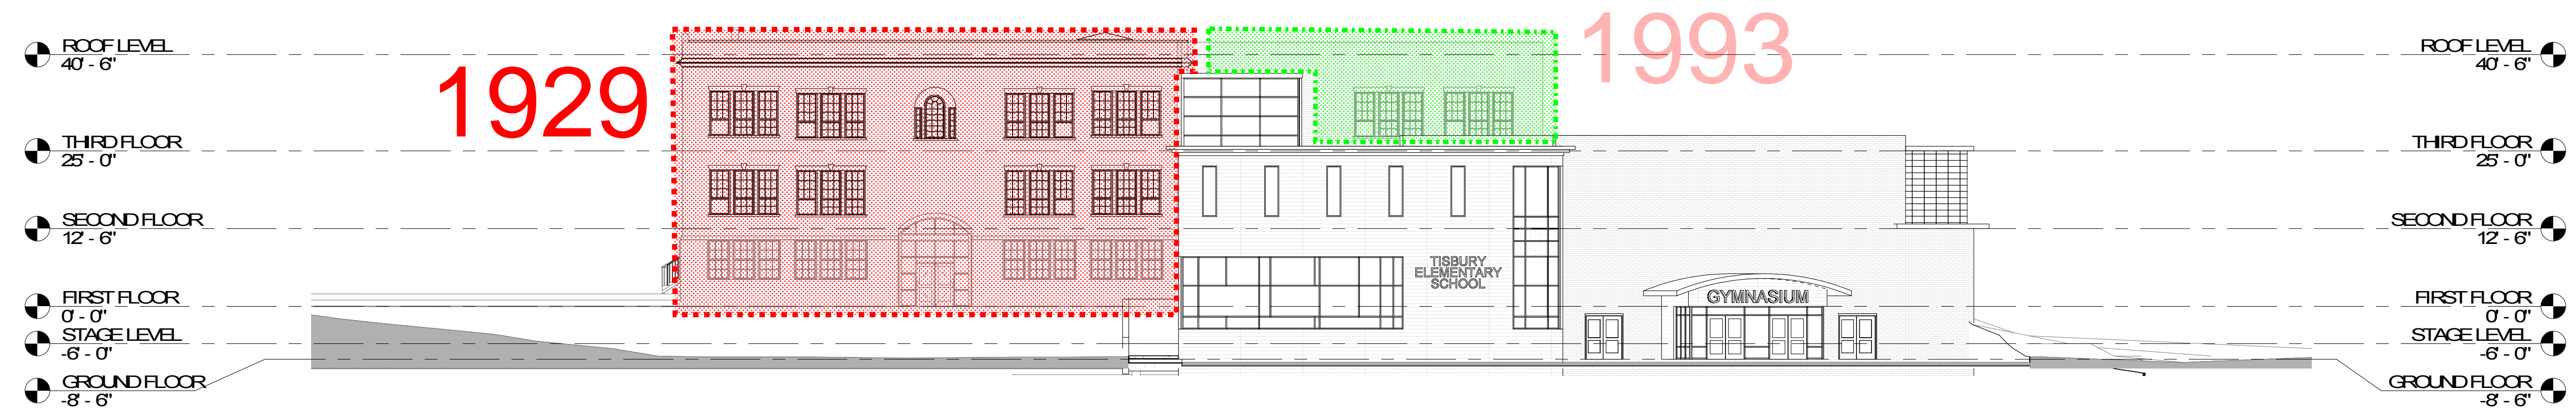 ROOF LEVEL
40' - 6"
THIRD FLOOR
25' - 0"
SECOND FLOOR
12' - 6"
FIRST FLOOR
0' - 0"
STAGE LEVEL
-6' - 0"
GROUND FLOOR
-8' - 6"
1929
1993
TISBURY
ELEMENTARY
SCHOOL
GYMNASIUM
ROOF LEVEL
40' - 6"
THIRD FLOOR
25' - 0"
SECOND FLOOR
12' - 6"
FIRST FLOOR
0' - 0"
STAGE LEVEL
-6' - 0"
GROUND FLOOR
-8' - 6"